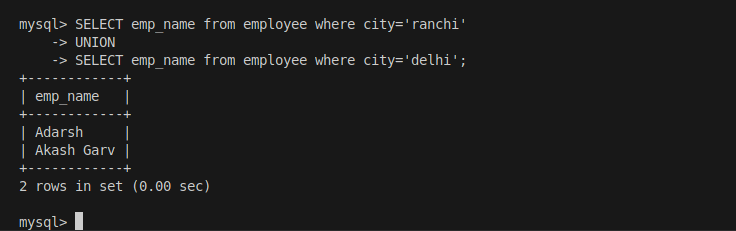 mysql> SELECT emp_name from employee where city='ranchi'
    -> UNION
    -> SELECT emp_name from employee where city='delhi';
+------------+
| emp_name   |
+------------+
| Adarsh     |
| Akash Garv |
+------------+
2 rows in set (0.00 sec)
mysql>